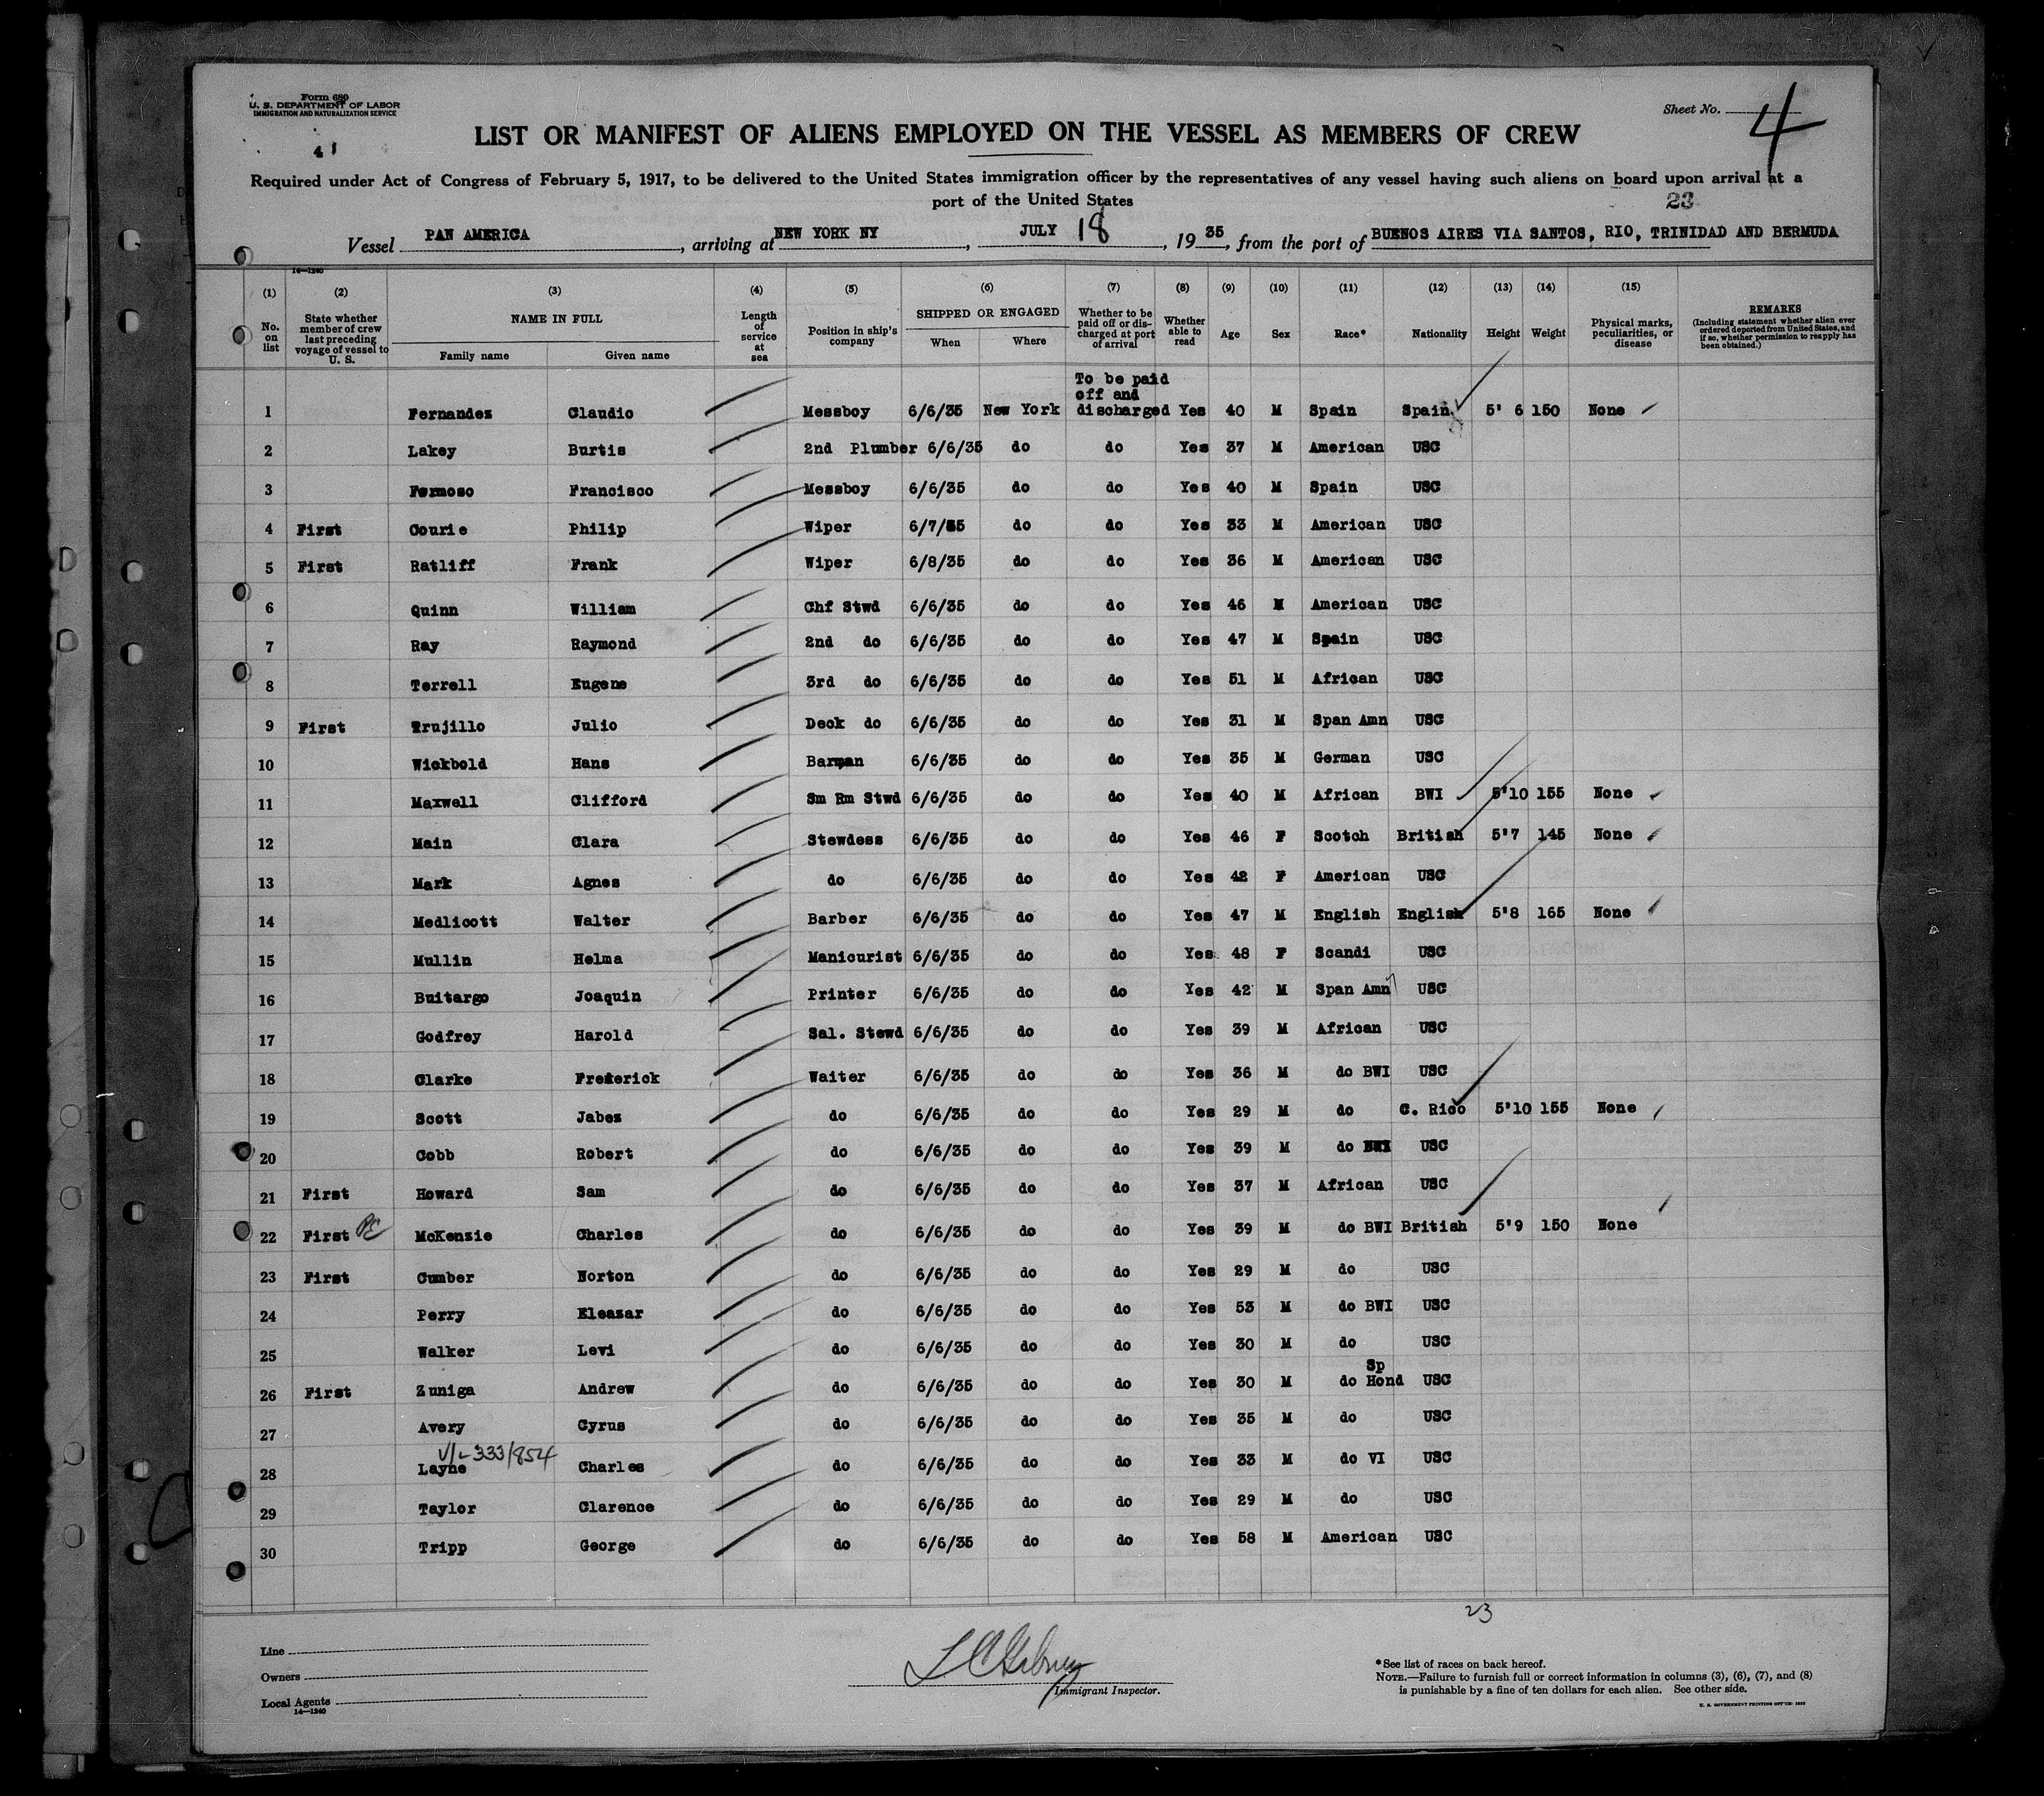 Form 680
U. S. DEPARTMENT OF LABOR
IMMIGRATION AND NATURALIZATION SERVICE
Sheet No. 4
LIST OR MANIFEST OF ALIENS EMPLOYED ON THE VESSEL AS MEMBERS OF CREW
4 1
Required under Act of Congress of February 5, 1917, to be delivered to the United States immigration officer by the representatives of any vessel having such aliens on board upon arrival at a
port of the United States
23
Vessel PAN AMERICA, arriving at NEW YORK NY, JULY 18, 1935, from the port of BUENOS AIRES VIA SANTOS, RIO, TRINIDAD AND BERMUDA
14—1240
(1) (2) (3) (4) (5) (6) (7) (8) (9) (10) (11) (12) (13) (14) (15)
No. on list
State whether member of crew last preceding voyage of vessel to U. S.
NAME IN FULL
Family name Given name
Length of service at sea
Position in ship's company
SHIPPED OR ENGAGED
When Where
Whether to be paid off or discharged at port of arrival
Whether able to read
Age Sex Race* Nationality Height Weight
Physical marks, peculiarities, or disease
REMARKS
(Including statement whether alien ever ordered deported from United States, and if so, whether permission to reapply has been obtained.)
To be paid
off and
1 Fernandez Claudio Messboy 6/6/35 New York discharged Yes 40 M Spain Spain 5' 6 150 None
2 Lakey Burtis 2nd Plumber 6/6/35 do do Yes 37 M American USC
3 Formoso Francisco Messboy 6/6/35 do do Yes 40 M Spain USC
4 First Courie Philip Wiper 6/7/35 do do Yes 33 M American USC
5 First Ratliff Frank Wiper 6/8/35 do do Yes 36 M American USC
6 Quinn William Chf Stwd 6/6/35 do do Yes 46 M American USC
7 Ray Raymond 2nd do 6/6/35 do do Yes 47 M Spain USC
8 Terrell Eugene 3rd do 6/6/35 do do Yes 51 M African USC
9 First Trujillo Julio Deck do 6/6/35 do do Yes 31 M Span Amn USC
10 Wickbold Hans Barman 6/6/35 do do Yes 35 M German USC
11 Maxwell Clifford Sm Rm Stwd 6/6/35 do do Yes 40 M African BWI 5'10 155 None
12 Main Clara Stewdess 6/6/35 do do Yes 46 F Scotch British 5'7 145 None
13 Mark Agnes do 6/6/35 do do Yes 42 F American USC
14 Medlicott Walter Barber 6/6/35 do do Yes 47 M English English 5'8 165 None
15 Mullin Helma Manicurist 6/6/35 do do Yes 48 F Scandi USC
16 Buitargo Joaquin Printer 6/6/35 do do Yes 42 M Span Amn USC
17 Godfrey Harold Sal. Stewd 6/6/35 do do Yes 39 M African USC
18 Clarke Frederick Waiter 6/6/35 do do Yes 36 M do BWI USC
19 Scott Jabez do 6/6/35 do do Yes 29 M do C. Rico 5'10 155 None
20 Cobb Robert do 6/6/35 do do Yes 39 M do BWI USC
21 First Howard Sam do 6/6/35 do do Yes 37 M African USC
22 First McKenzie Charles do 6/6/35 do do Yes 39 M do BWI British 5'9 150 None
23 First Cumber Norton do 6/6/35 do do Yes 29 M do USC
24 Perry Eleazar do 6/6/35 do do Yes 53 M do BWI USC
25 Walker Levi do 6/6/35 do do Yes 30 M do USC
Sp
26 First Zuniga Andrew do 6/6/35 do do Yes 30 M do Hond USC
27 Avery Cyrus do 6/6/35 do do Yes 35 M do USC
V/L 333/854
28 Layne Charles do 6/6/35 do do Yes 33 M do VI USC
29 Taylor Clarence do 6/6/35 do do Yes 29 M do USC
30 Tripp George do 6/6/35 do do Yes 58 M American USC
23
Line
Owners
Local Agents
14—1240
Immigrant Inspector.
*See list of races on back hereof.
NOTE.—Failure to furnish full or correct information in columns (3), (6), (7), and (8)
is punishable by a fine of ten dollars for each alien. See other side.